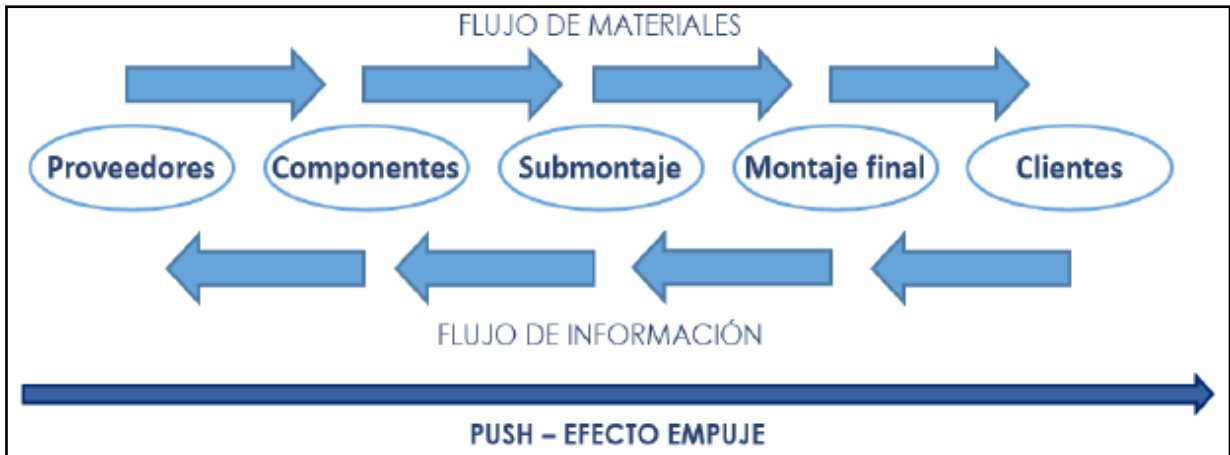 FLUJO DE MATERIALES
Proveedores Componentes Submontaje Montaje final Clientes
FLUJO DE INFORMACIÓN
PUSH – EFECTO EMPUJE